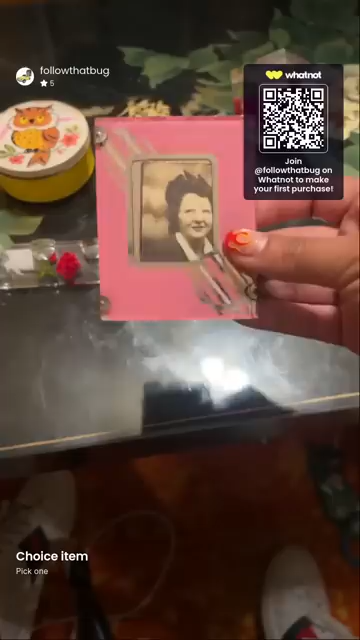 followthatbug
5
whatnot
Join
@followthatbug on
Whatnot to make
your first purchase!
Choice item
Pick one